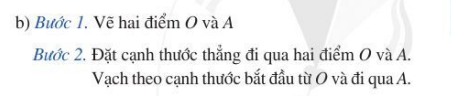 b) Bước 1. Vẽ hai điểm O và A
Bước 2. Đặt cạnh thước thẳng đi qua hai điểm O và A.
Vạch theo cạnh thước bắt đầu từ O và đi qua A.